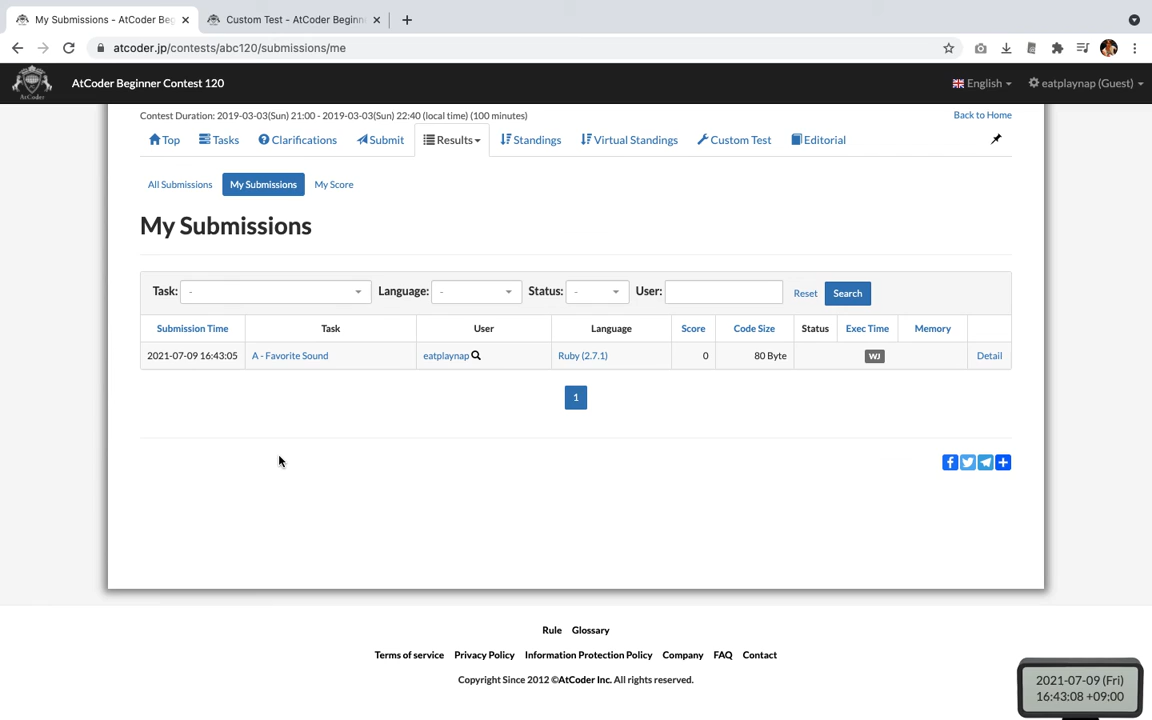 My Submissions - AtCoder Beg
Custom Test - AtCoder Beginn
atcoder.jp/contests/abc120/submissions/me
AtCoder
AtCoder Beginner Contest 120
English
eatplaynap (Guest)
Contest Duration: 2019-03-03(Sun) 21:00 - 2019-03-03(Sun) 22:40 (local time) (100 minutes)
Back to Home
Top Tasks Clarifications Submit Results Standings Virtual Standings Custom Test Editorial
All Submissions My Submissions My Score
My Submissions
Task: - Language: - Status: - User: Reset Search
Submission Time Task User Language Score Code Size Status Exec Time Memory
2021-07-09 16:43:05 A - Favorite Sound eatplaynap Ruby (2.7.1) 0 80 Byte WJ Detail
1
Rule Glossary
Terms of service Privacy Policy Information Protection Policy Company FAQ Contact
Copyright Since 2012 ©AtCoder Inc. All rights reserved.
2021-07-09 (Fri)
16:43:08 +09:00